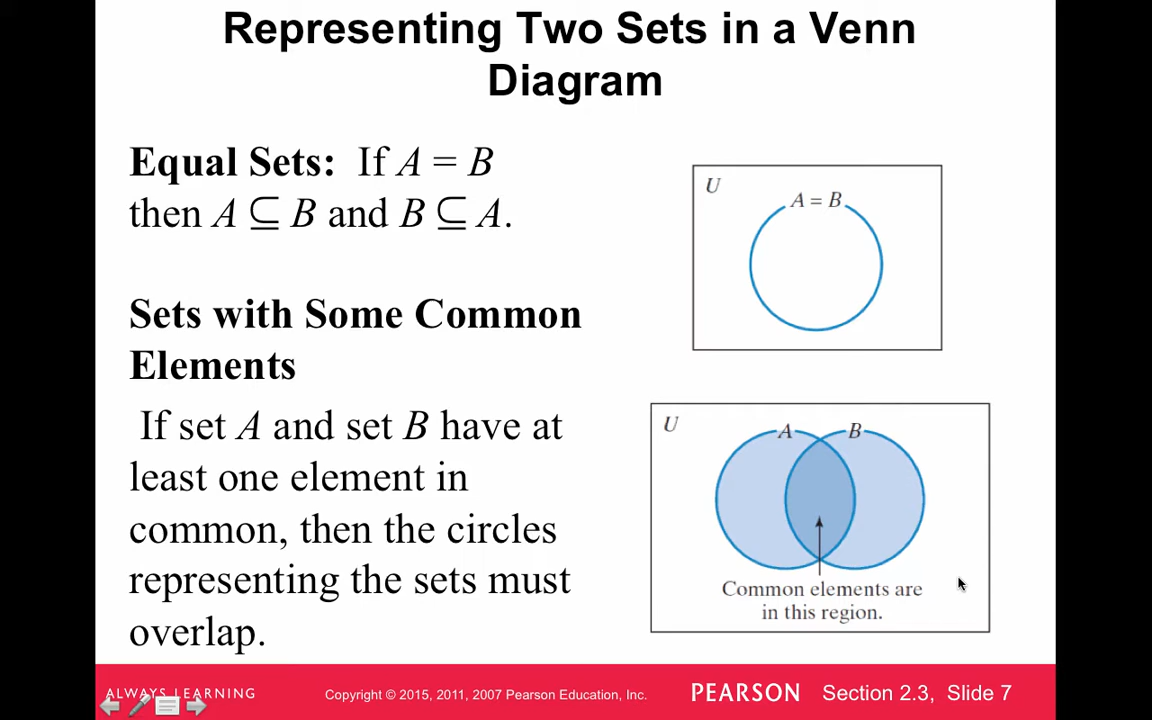 Representing Two Sets in a Venn
Diagram
Equal Sets: If A = B
then A ⊆ B and B ⊆ A.
U
A = B
Sets with Some Common
Elements
If set A and set B have at
least one element in
common, then the circles
representing the sets must
overlap.
U
A
B
Common elements are
in this region.
ALWAYS LEARNING
Copyright © 2015, 2011, 2007 Pearson Education, Inc.
PEARSON
Section 2.3, Slide 7